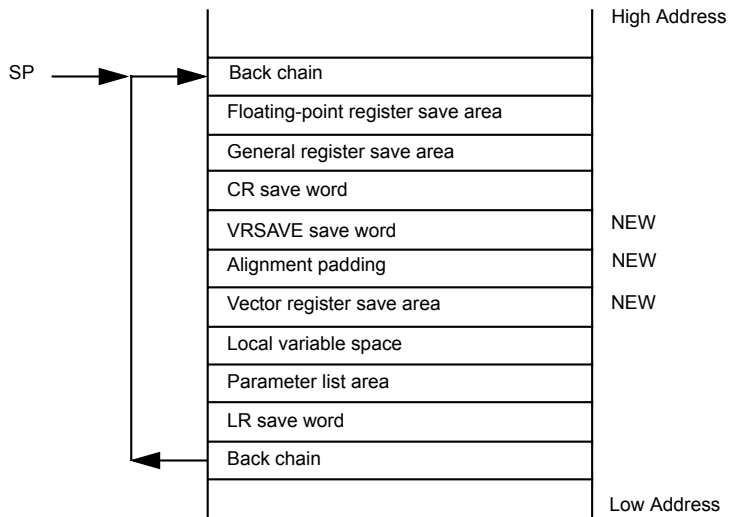 High Address
SP
Back chain
Floating-point register save area
General register save area
CR save word
VRSAVE save word
NEW
Alignment padding
NEW
Vector register save area
NEW
Local variable space
Parameter list area
LR save word
Back chain
Low Address